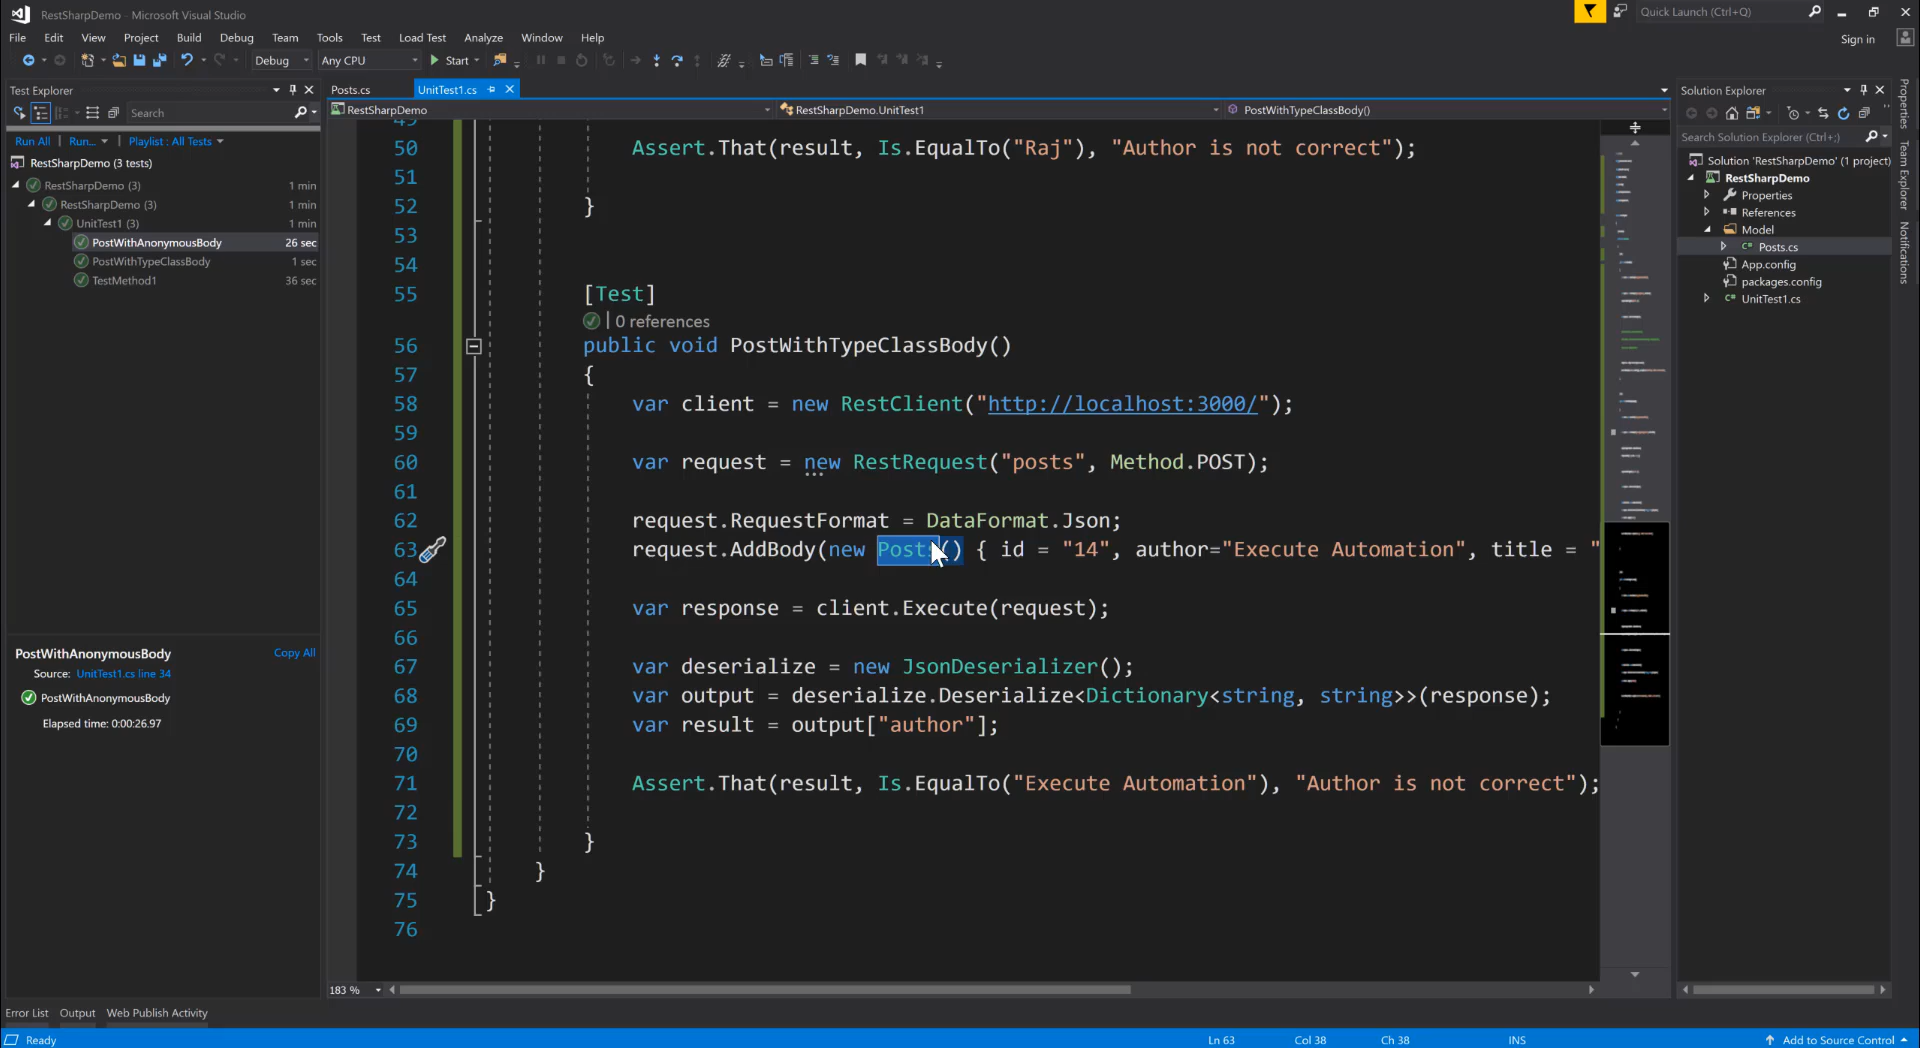 RestSharpDemo - Microsoft Visual Studio
Quick Launch (Ctrl+Q)
File Edit View Project Build Debug Team Tools Test Load Test Analyze Window Help
Sign in
Debug Any CPU Start
Test Explorer
Search
Run All Run... Playlist : All Tests
RestSharpDemo (3 tests)
RestSharpDemo (3) 1 min
RestSharpDemo (3) 1 min
UnitTest1 (3) 1 min
PostWithAnonymousBody 26 sec
PostWithTypeClassBody 1 sec
TestMethod1 36 sec
PostWithAnonymousBody Copy All
Source: UnitTest1.cs line 34
PostWithAnonymousBody
Elapsed time: 0:00:26.97
Posts.cs UnitTest1.cs
RestSharpDemo RestSharpDemo.UnitTest1 PostWithTypeClassBody()
49
50 Assert.That(result, Is.EqualTo("Raj"), "Author is not correct");
51
52 }
53
54
55 [Test]
0 references
56 public void PostWithTypeClassBody()
57 {
58 var client = new RestClient("http://localhost:3000/");
59
60 var request = new RestRequest("posts", Method.POST);
61
62 request.RequestFormat = DataFormat.Json;
63 request.AddBody(new Posts() { id = "14", author="Execute Automation", title = "
64
65 var response = client.Execute(request);
66
67 var deserialize = new JsonDeserializer();
68 var output = deserialize.Deserialize<Dictionary<string, string>>(response);
69 var result = output["author"];
70
71 Assert.That(result, Is.EqualTo("Execute Automation"), "Author is not correct");
72
73 }
74 }
75 }
76
183 %
Solution Explorer
Search Solution Explorer (Ctrl+;)
Solution 'RestSharpDemo' (1 project)
RestSharpDemo
Properties
References
Model
Posts.cs
App.config
packages.config
UnitTest1.cs
Properties
Team Explorer
Notifications
Error List Output Web Publish Activity
Ready Ln 63 Col 38 Ch 38 INS Add to Source Control